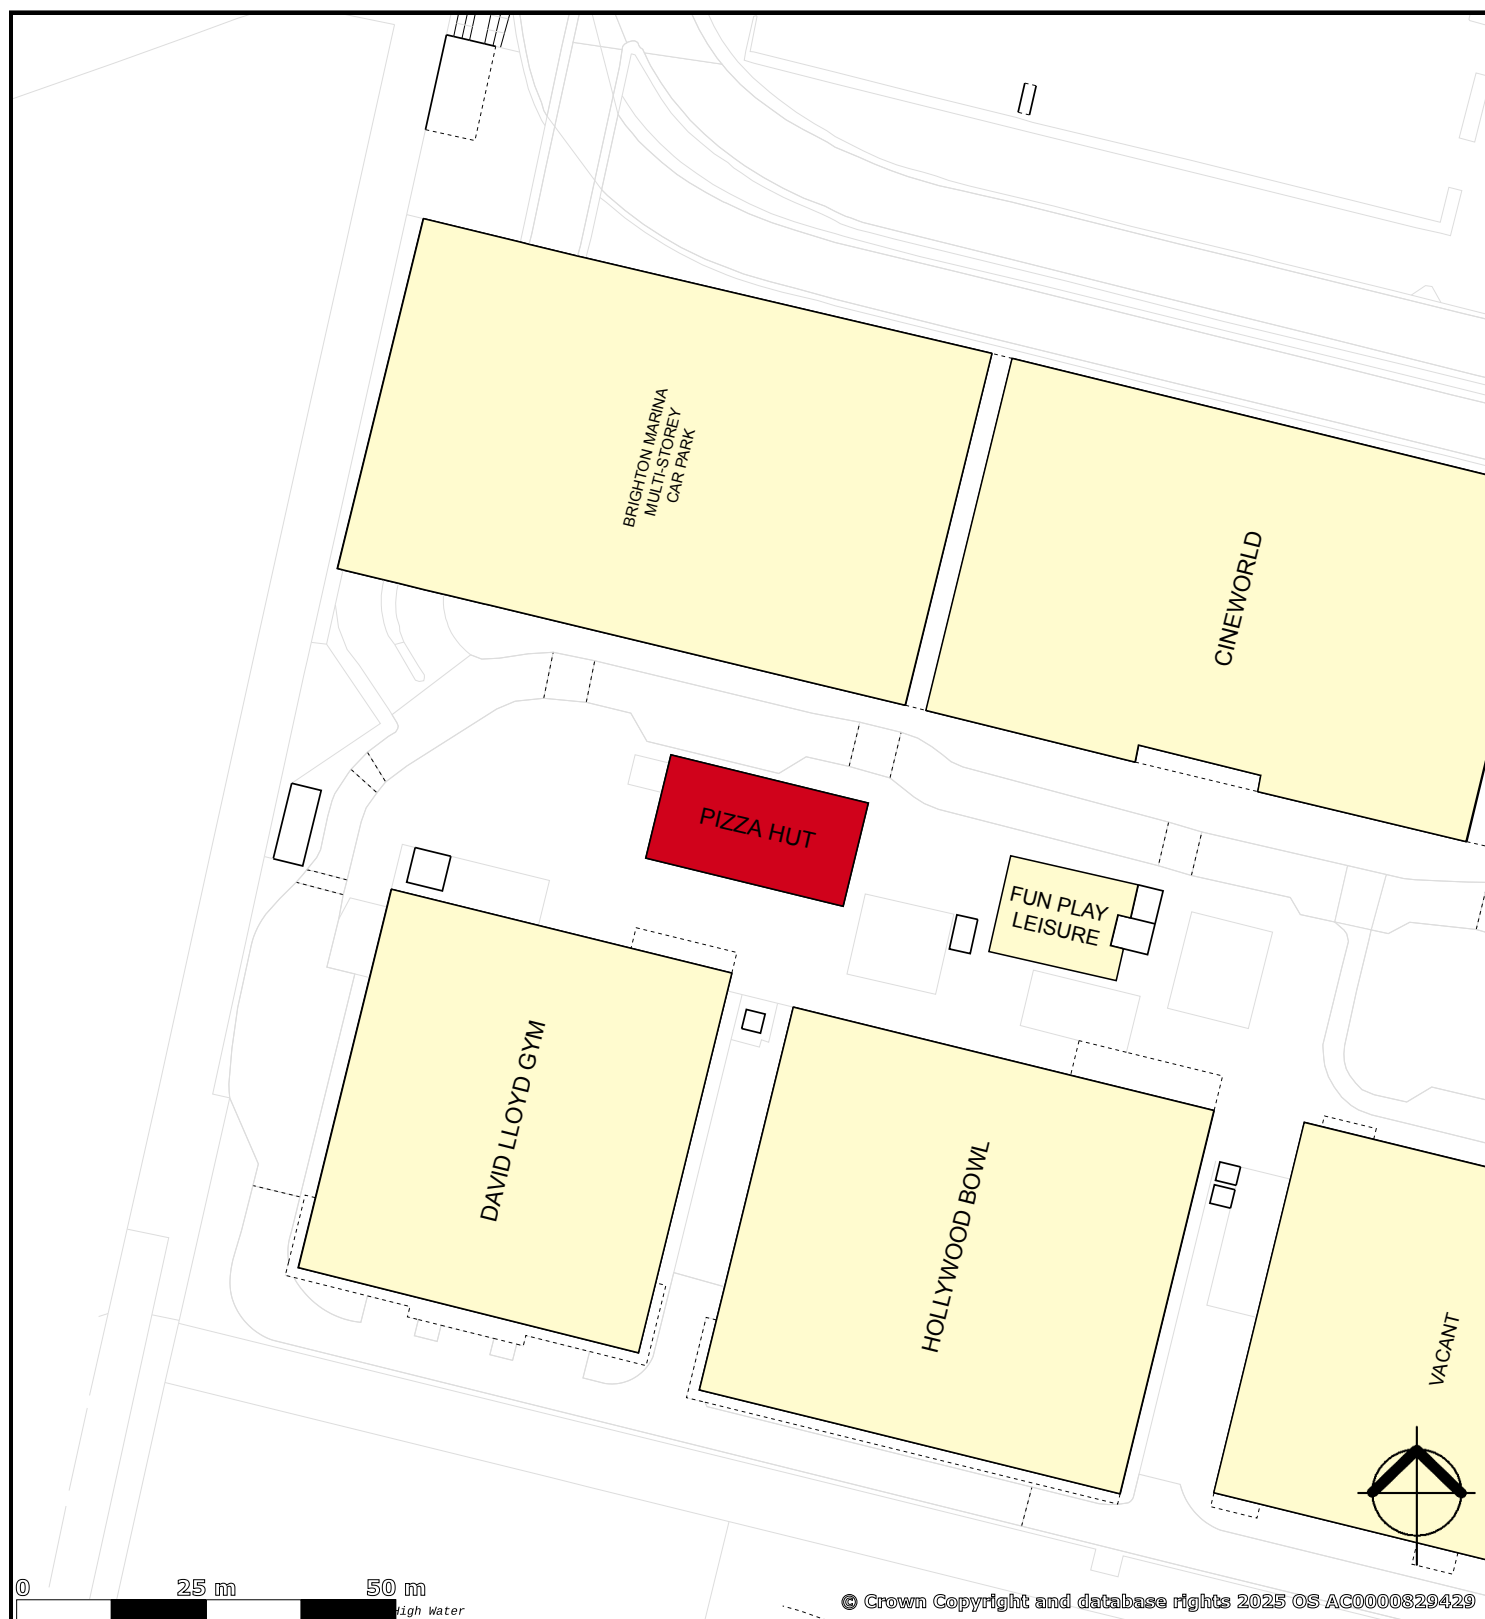 BRIGHTON MARINA
MULTI-STOREY
CAR PARK
CINEWORLD
PIZZA HUT
FUN PLAY
LEISURE
DAVID LLOYD GYM
HOLLYWOOD BOWL
VACANT
0 25 m 50 m
High Water
© Crown Copyright and database rights 2025 OS AC0000829429